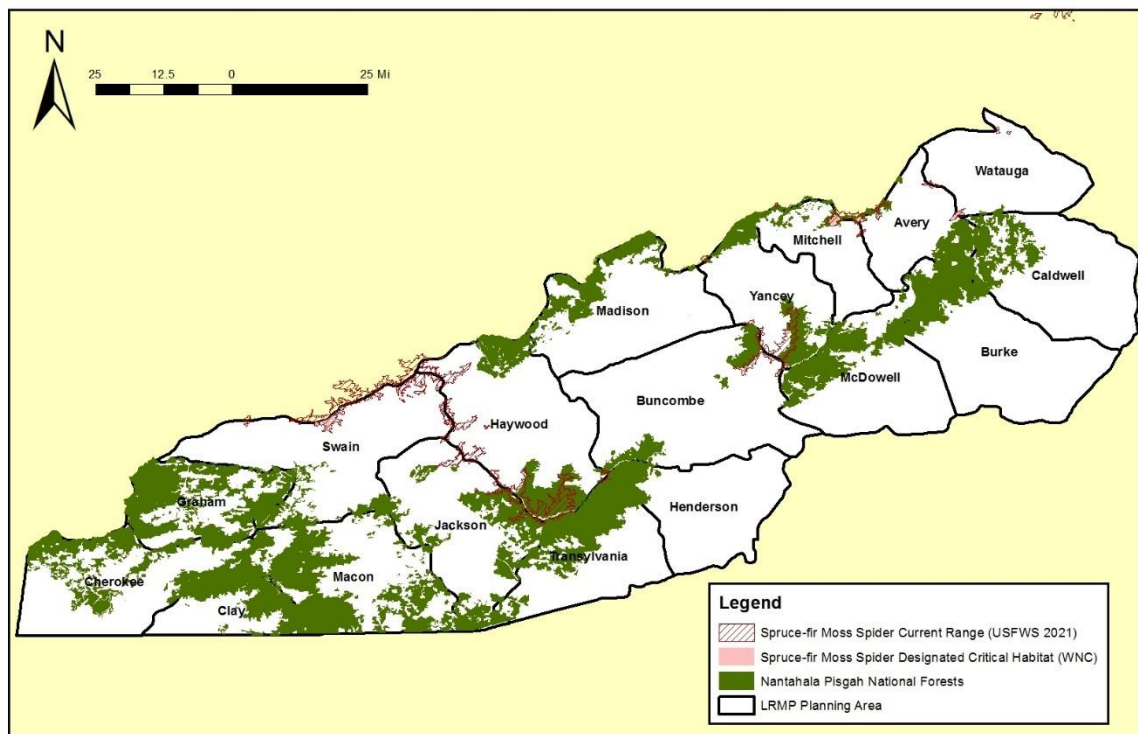 N
25 12.5 0 25 Mi
Watauga
Avery
Mitchell
Caldwell
Yancey
Madison
Burke
McDowell
Buncombe
Haywood
Swain
Graham
Henderson
Jackson
Transylvania
Macon
Cherokee
Clay
Legend
Spruce-fir Moss Spider Current Range (USFWS 2021)
Spruce-fir Moss Spider Designated Critical Habitat (WNC)
Nantahala Pisgah National Forests
LRMP Planning Area